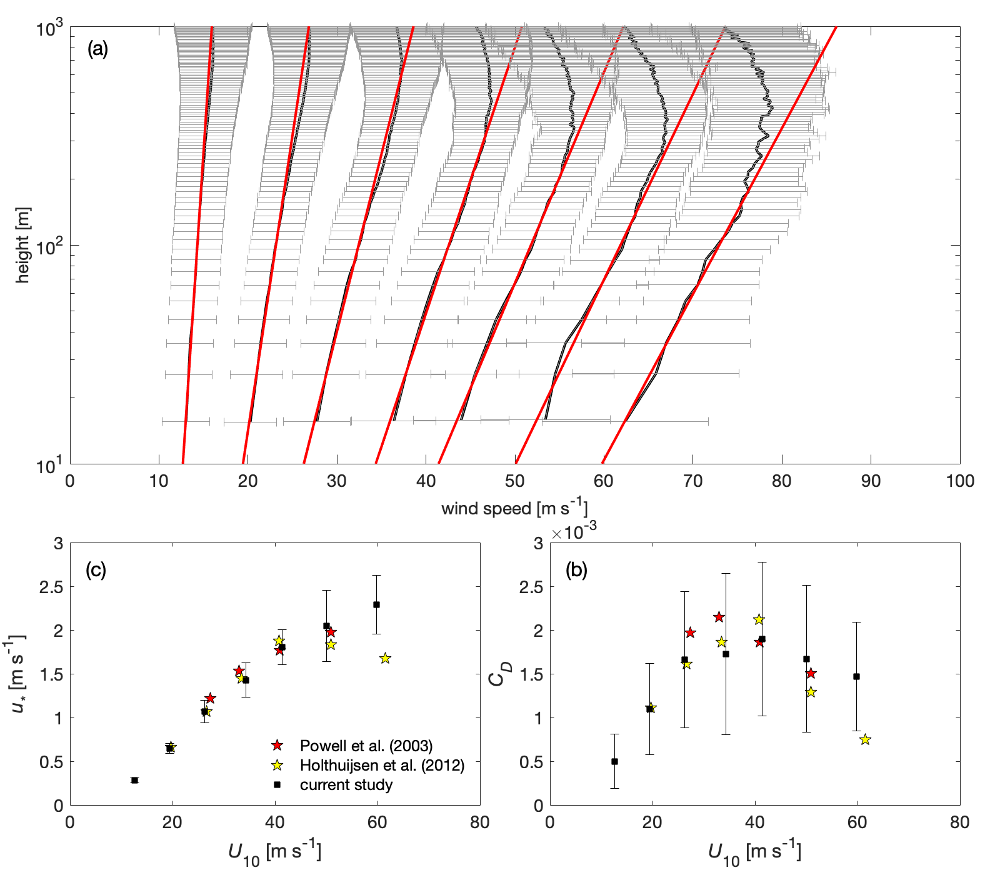 (a)
10³
10²
10¹
height [m]
0 10 20 30 40 50 60 70 80 90 100
wind speed [m s⁻¹]
(c)
3
2.5
2
1.5
1
0.5
0
u* [m s⁻¹]
Powell et al. (2003)
Holthuijsen et al. (2012)
current study
0 20 40 60 80
U₁₀ [m s⁻¹]
×10⁻³
(b)
3
2.5
2
1.5
1
0.5
0
C_D
0 20 40 60 80
U₁₀ [m s⁻¹]